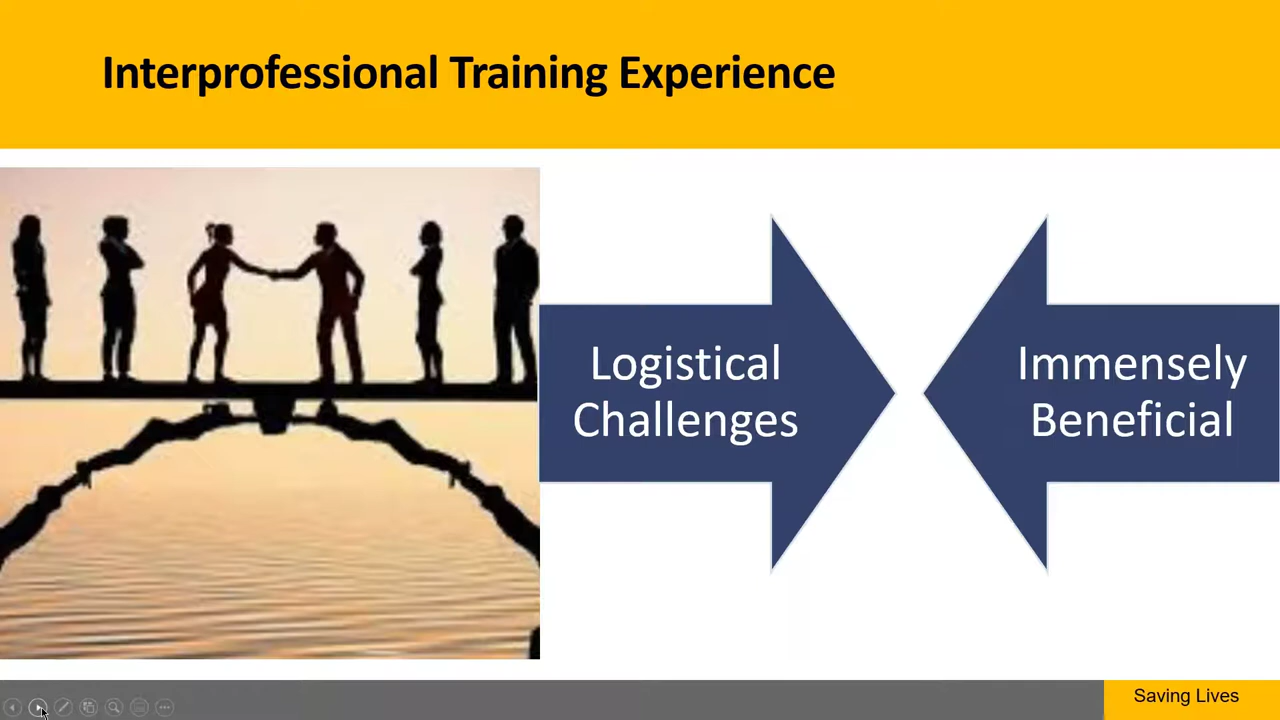 Interprofessional Training Experience
Logistical
Challenges
Immensely
Beneficial
Saving Lives